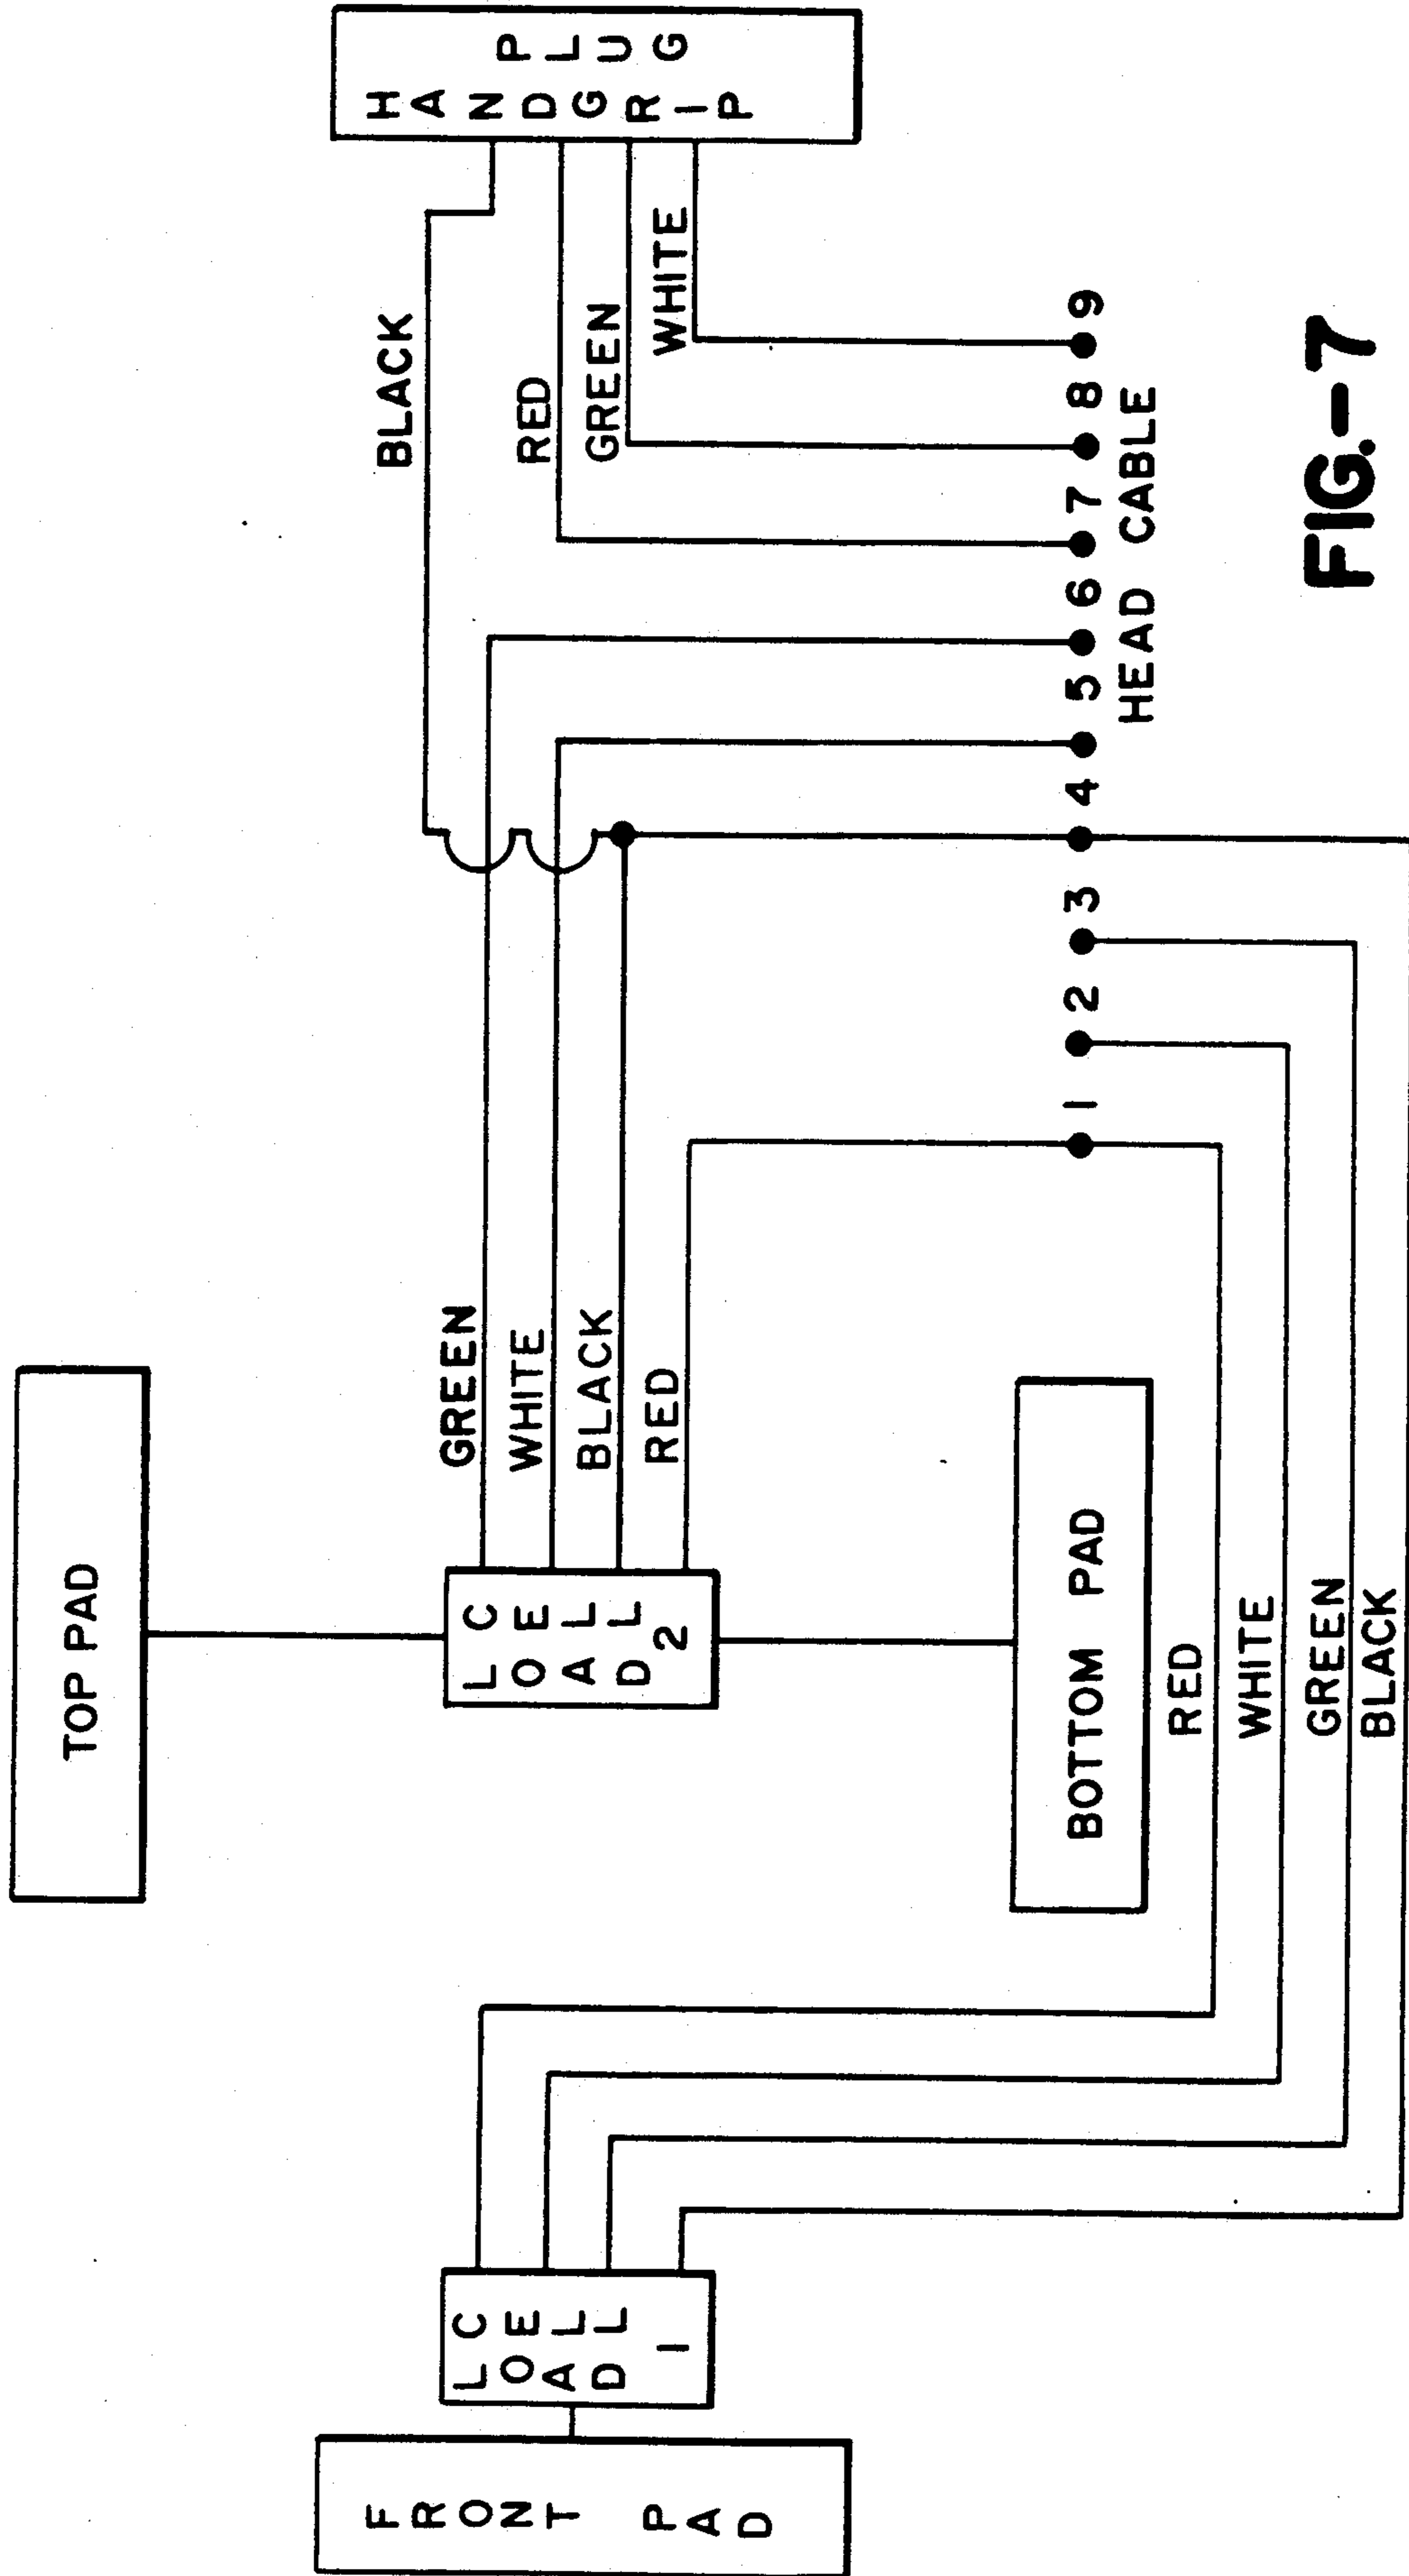 TOP PAD
FRONT PAD
LOAD CELL 1
LOAD CELL 2
GREEN
WHITE
BLACK
RED
BOTTOM PAD
BLACK
RED
GREEN
WHITE
HANDGRIP PLUG
1 2 3 4 5 6 7 8 9
HEAD CABLE
RED
WHITE
GREEN
BLACK
FIG.-7